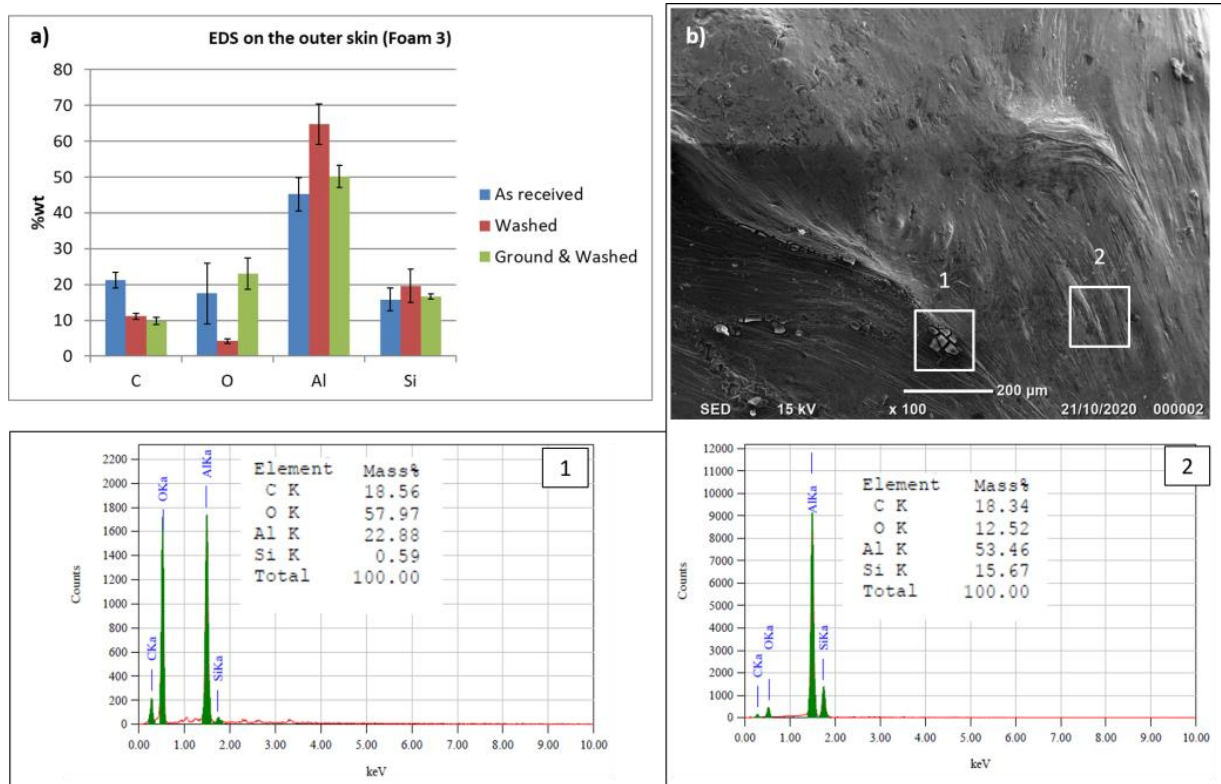 a)
EDS on the outer skin (Foam 3)
80
70
60
50
40
30
20
10
0
%wt
C O Al Si
As received
Washed
Ground & Washed
b)
1
2
200 µm
SED 15 kV x 100 21/10/2020 000002
1
2200
2000
1800
1600
1400
1200
1000
800
600
400
200
0
Counts
CKa
OKa
AlKa
SiKa
Element Mass%
C K 18.56
O K 57.97
Al K 22.88
Si K 0.59
Total 100.00
0.00 1.00 2.00 3.00 4.00 5.00 6.00 7.00 8.00 9.00 10.00
keV
2
12000
11000
10000
9000
8000
7000
6000
5000
4000
3000
2000
1000
0
Counts
CKa
OKa
AlKa
SiKa
Element Mass%
C K 18.34
O K 12.52
Al K 53.46
Si K 15.67
Total 100.00
0.00 1.00 2.00 3.00 4.00 5.00 6.00 7.00 8.00 9.00 10.00
keV